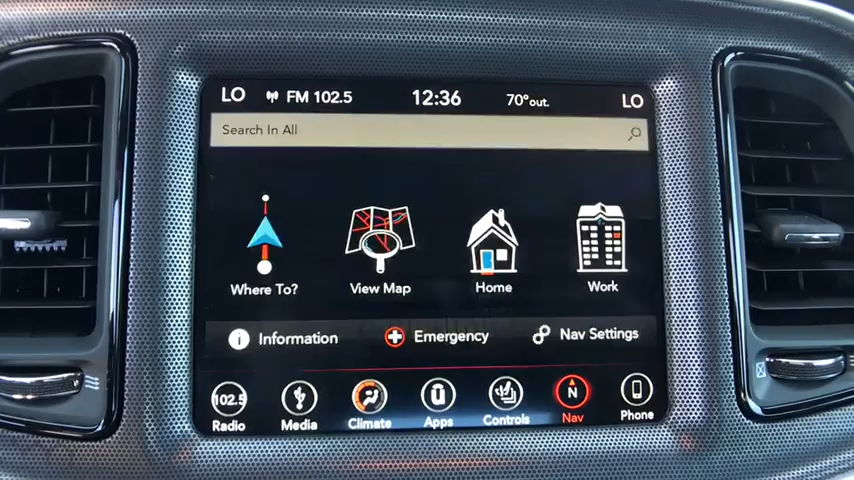 LO FM 102.5 12:36 70°out. LO
Search In All
Where To? View Map Home Work
Information Emergency Nav Settings
102.5 N
Radio Media Climate Apps Controls Nav Phone